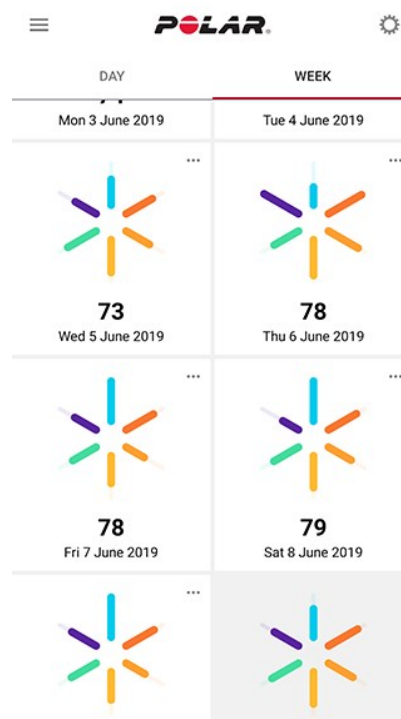 POLAR.
DAY WEEK
Mon 3 June 2019 Tue 4 June 2019
73 78
Wed 5 June 2019 Thu 6 June 2019
78 79
Fri 7 June 2019 Sat 8 June 2019